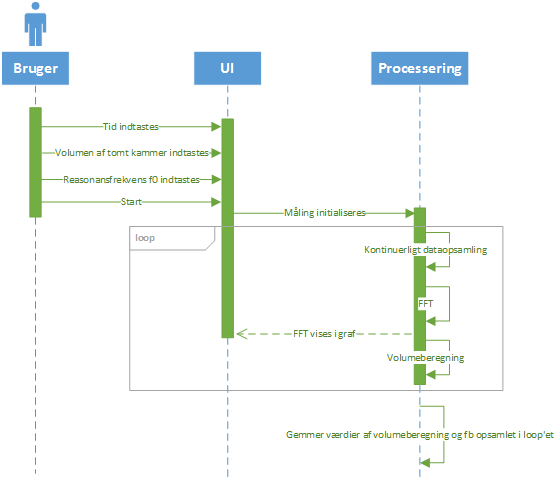 Bruger
UI
Processering
Tid indtastes
Volumen af tomt kammer indtastes
Reasonansfrekvens f0 indtastes
Start
Måling initialiseres
loop
Kontinuerligt dataopsamling
FFT
FFT vises i graf
Volumeberegning
Gemmer værdier af volumeberegning og fb opsamlet i loop'et